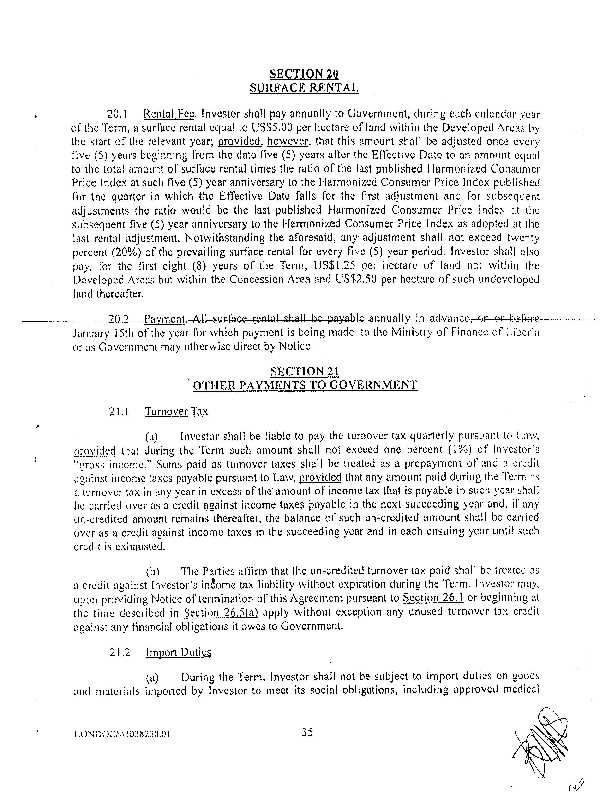 SECTION 20
SURFACE RENTAL
20.1 Rental Fee. Investor shall pay annually to Government, during each calendar year
of the Term, a surface rental equal to US$5.00 per hectare of land within the Developed Areas by
the start of the relevant year; provided, however, that this amount shall be adjusted once every
five (5) years beginning from the date five (5) years after the Effective Date to an amount equal
to the total amount of surface rental times the ratio of the last published Harmonized Consumer
Price Index at such five (5) year anniversary to the Harmonized Consumer Price Index published
for the quarter in which the Effective Date falls for the first adjustment and for subsequent
adjustments the ratio would be the last published Harmonized Consumer Price Index at the
subsequent five (5) year anniversary to the Harmonized Consumer Price Index as adopted at the
last rental adjustment. Notwithstanding the aforesaid, any adjustment shall not exceed twenty
percent (20%) of the prevailing surface rental for every five (5) year period. Investor shall also
pay, for the first eight (8) years of the Term, US$1.25 per hectare of land not within the
Developed Areas but within the Concession Area and US$2.50 per hectare of such undeveloped
land thereafter.
20.2 Payment. All surface rental shall be payable annually in advance, on or before
January 15th of the year for which payment is being made to the Ministry of Finance of Liberia
or as Government may otherwise direct by Notice
SECTION 21
OTHER PAYMENTS TO GOVERNMENT
21.1 Turnover Tax
(a) Investor shall be liable to pay the turnover tax quarterly pursuant to Law,
provided that during the Term such amount shall not exceed one percent (1%) of Investor's
"gross income." Sums paid as turnover taxes shall be treated as a prepayment of and a credit
against income taxes payable pursuant to Law, provided that any amount paid during the Term as
a turnover tax in any year in excess of the amount of income tax that is payable in such year shall
be carried over as a credit against income taxes payable in the next succeeding year and, if any
un-credited amount remains thereafter, the balance of such un-credited amount shall be carried
over as a credit against income taxes in the succeeding year and in each ensuing year until such
credit is exhausted.
(b) The Parties affirm that the un-credited turnover tax paid shall be treated as
a credit against Investor's income tax liability without expiration during the Term. Investor may,
upon providing Notice of termination of this Agreement pursuant to Section 26.1 or beginning at
the time described in Section 26.5(a) apply without exception any unused turnover tax credit
against any financial obligations it owes to Government.
21.2 Import Duties
(a) During the Term, Investor shall not be subject to import duties on goods
and materials imported by Investor to meet its social obligations, including approved medical
35